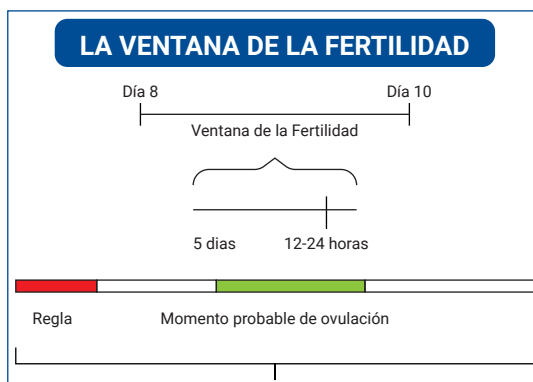 LA VENTANA DE LA FERTILIDAD
Día 8 Día 10
Ventana de la Fertilidad
5 dias 12-24 horas
Regla Momento probable de ovulación